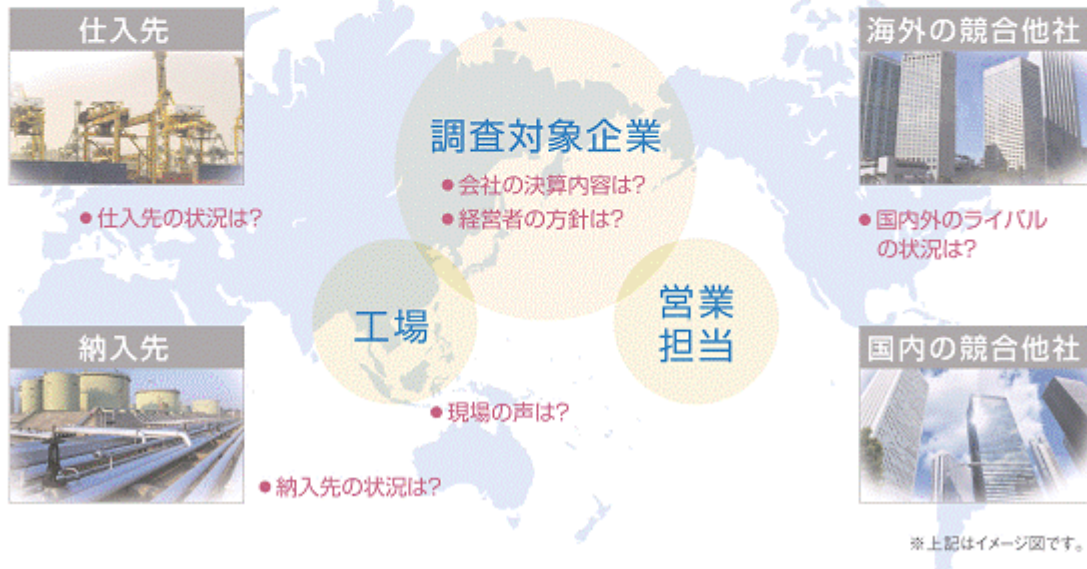 仕入先
●仕入先の状況は?
納入先
●納入先の状況は?
調査対象企業
●会社の決算内容は?
●経営者の方針は?
工場
営業
担当
●現場の声は?
海外の競合他社
●国内外のライバル
の状況は?
国内の競合他社
※上記はイメージ図です。